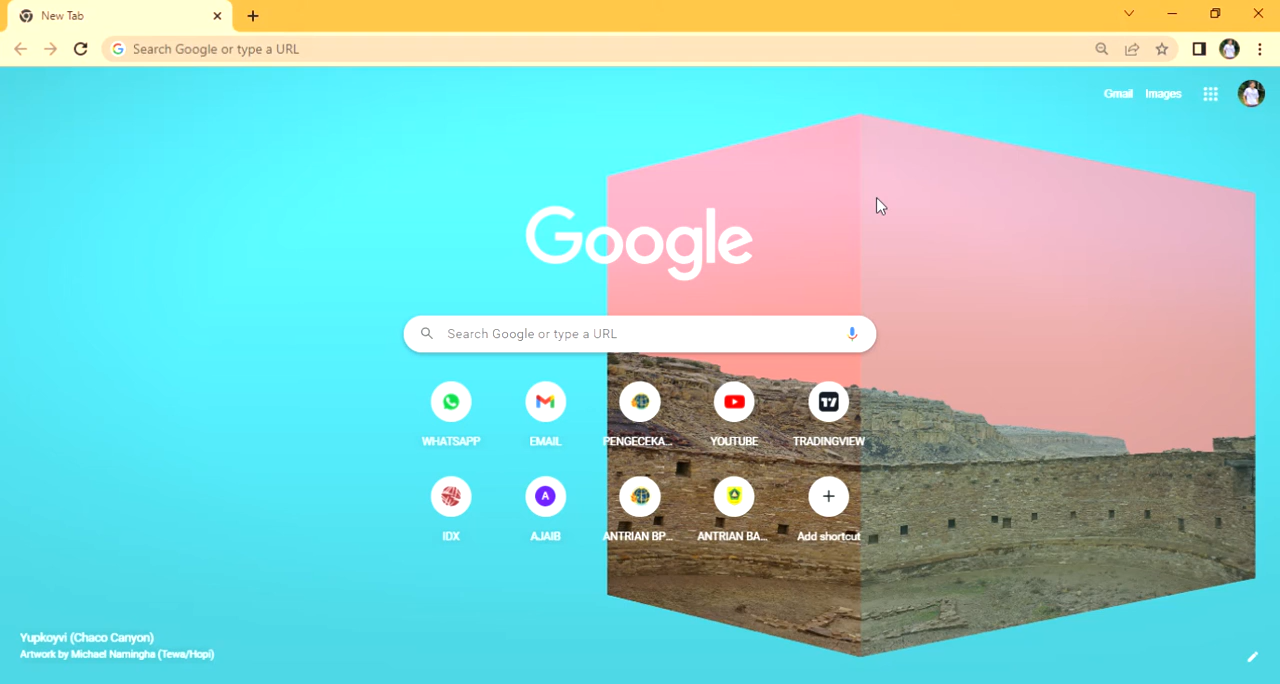 New Tab
Search Google or type a URL
Gmail Images
Google
Search Google or type a URL
WHATSAPP EMAIL PENGECEKA... YOUTUBE TRADINGVIEW
IDX AJAIB ANTRIAN BP... ANTRIAN BA... Add shortcut
Yupkoyvi (Chaco Canyon)
Artwork by Michael Namingha (Tewa/Hopi)